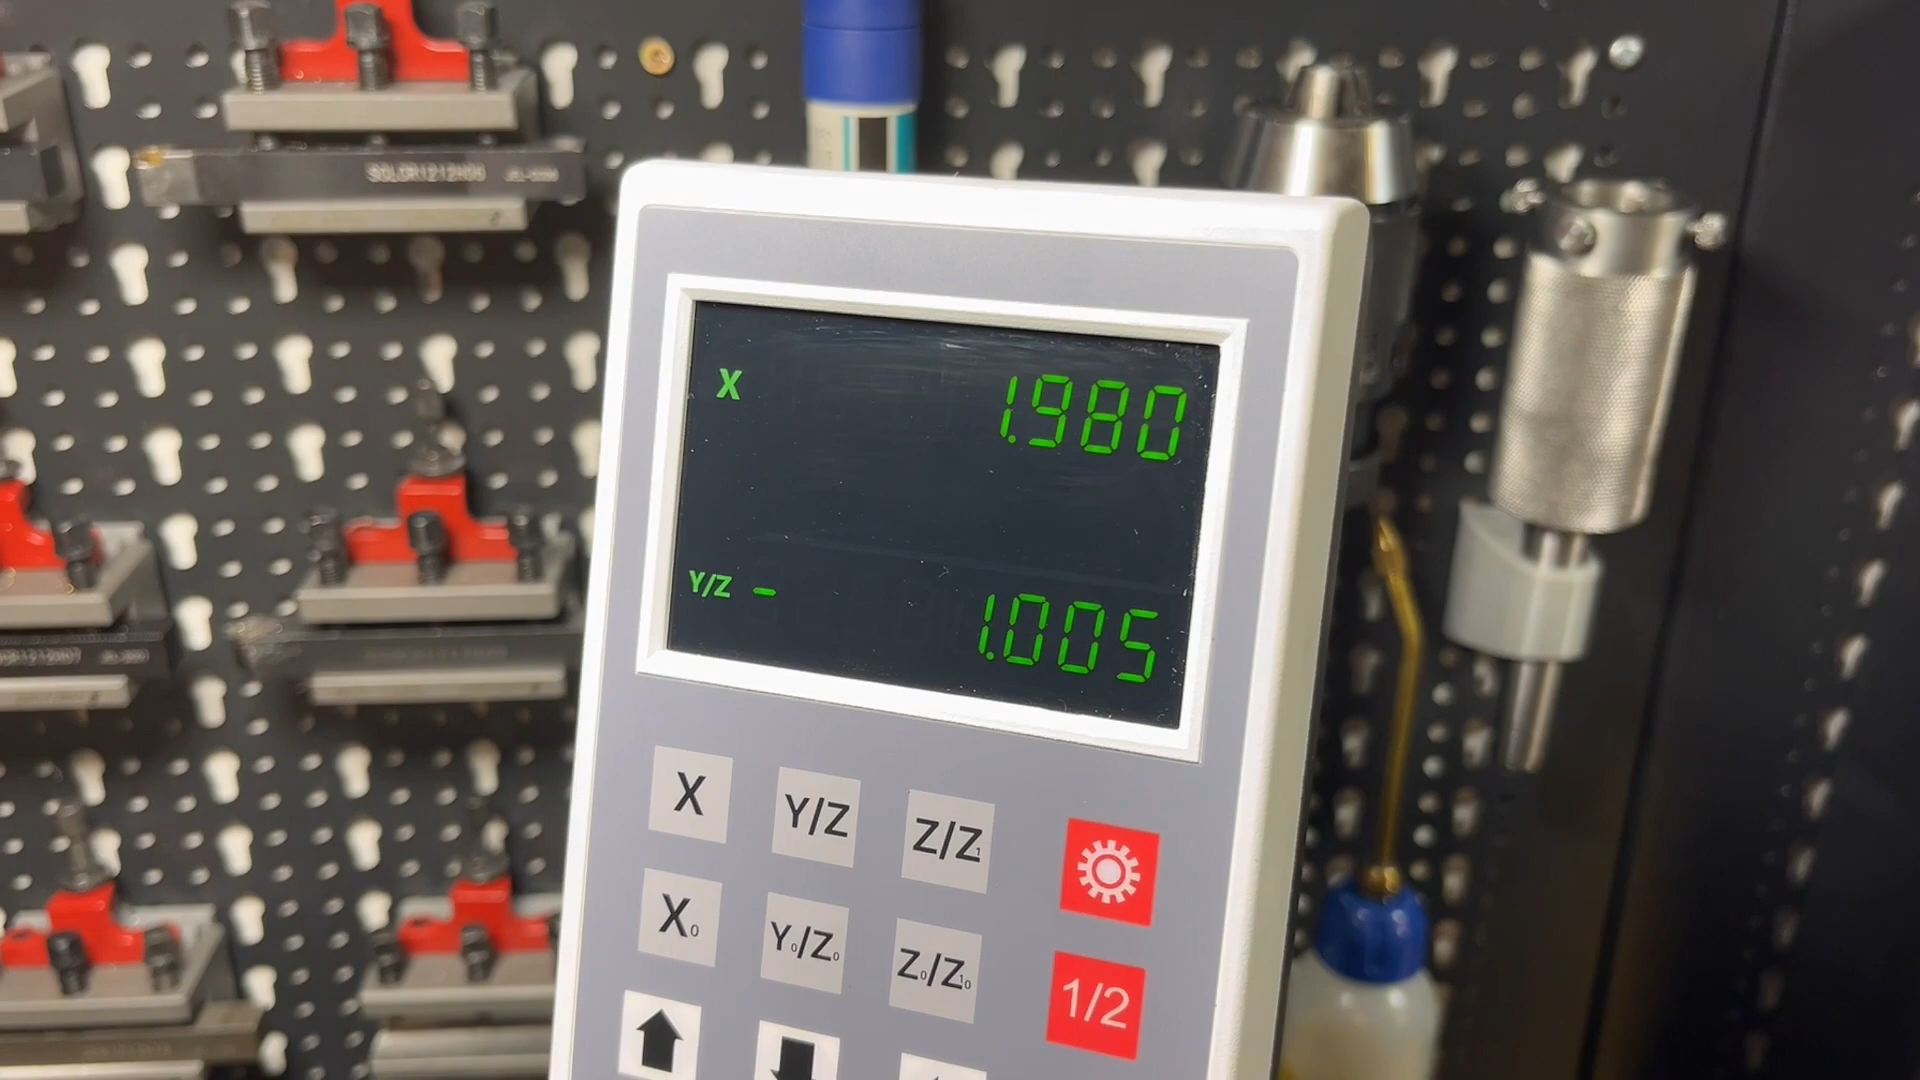 SCLCR1212H09
X 1.980
Y/Z - 1.005
X Y/Z Z/Z₁
X₀ Y₀/Z₀ Z₀/Z₁₀
1/2